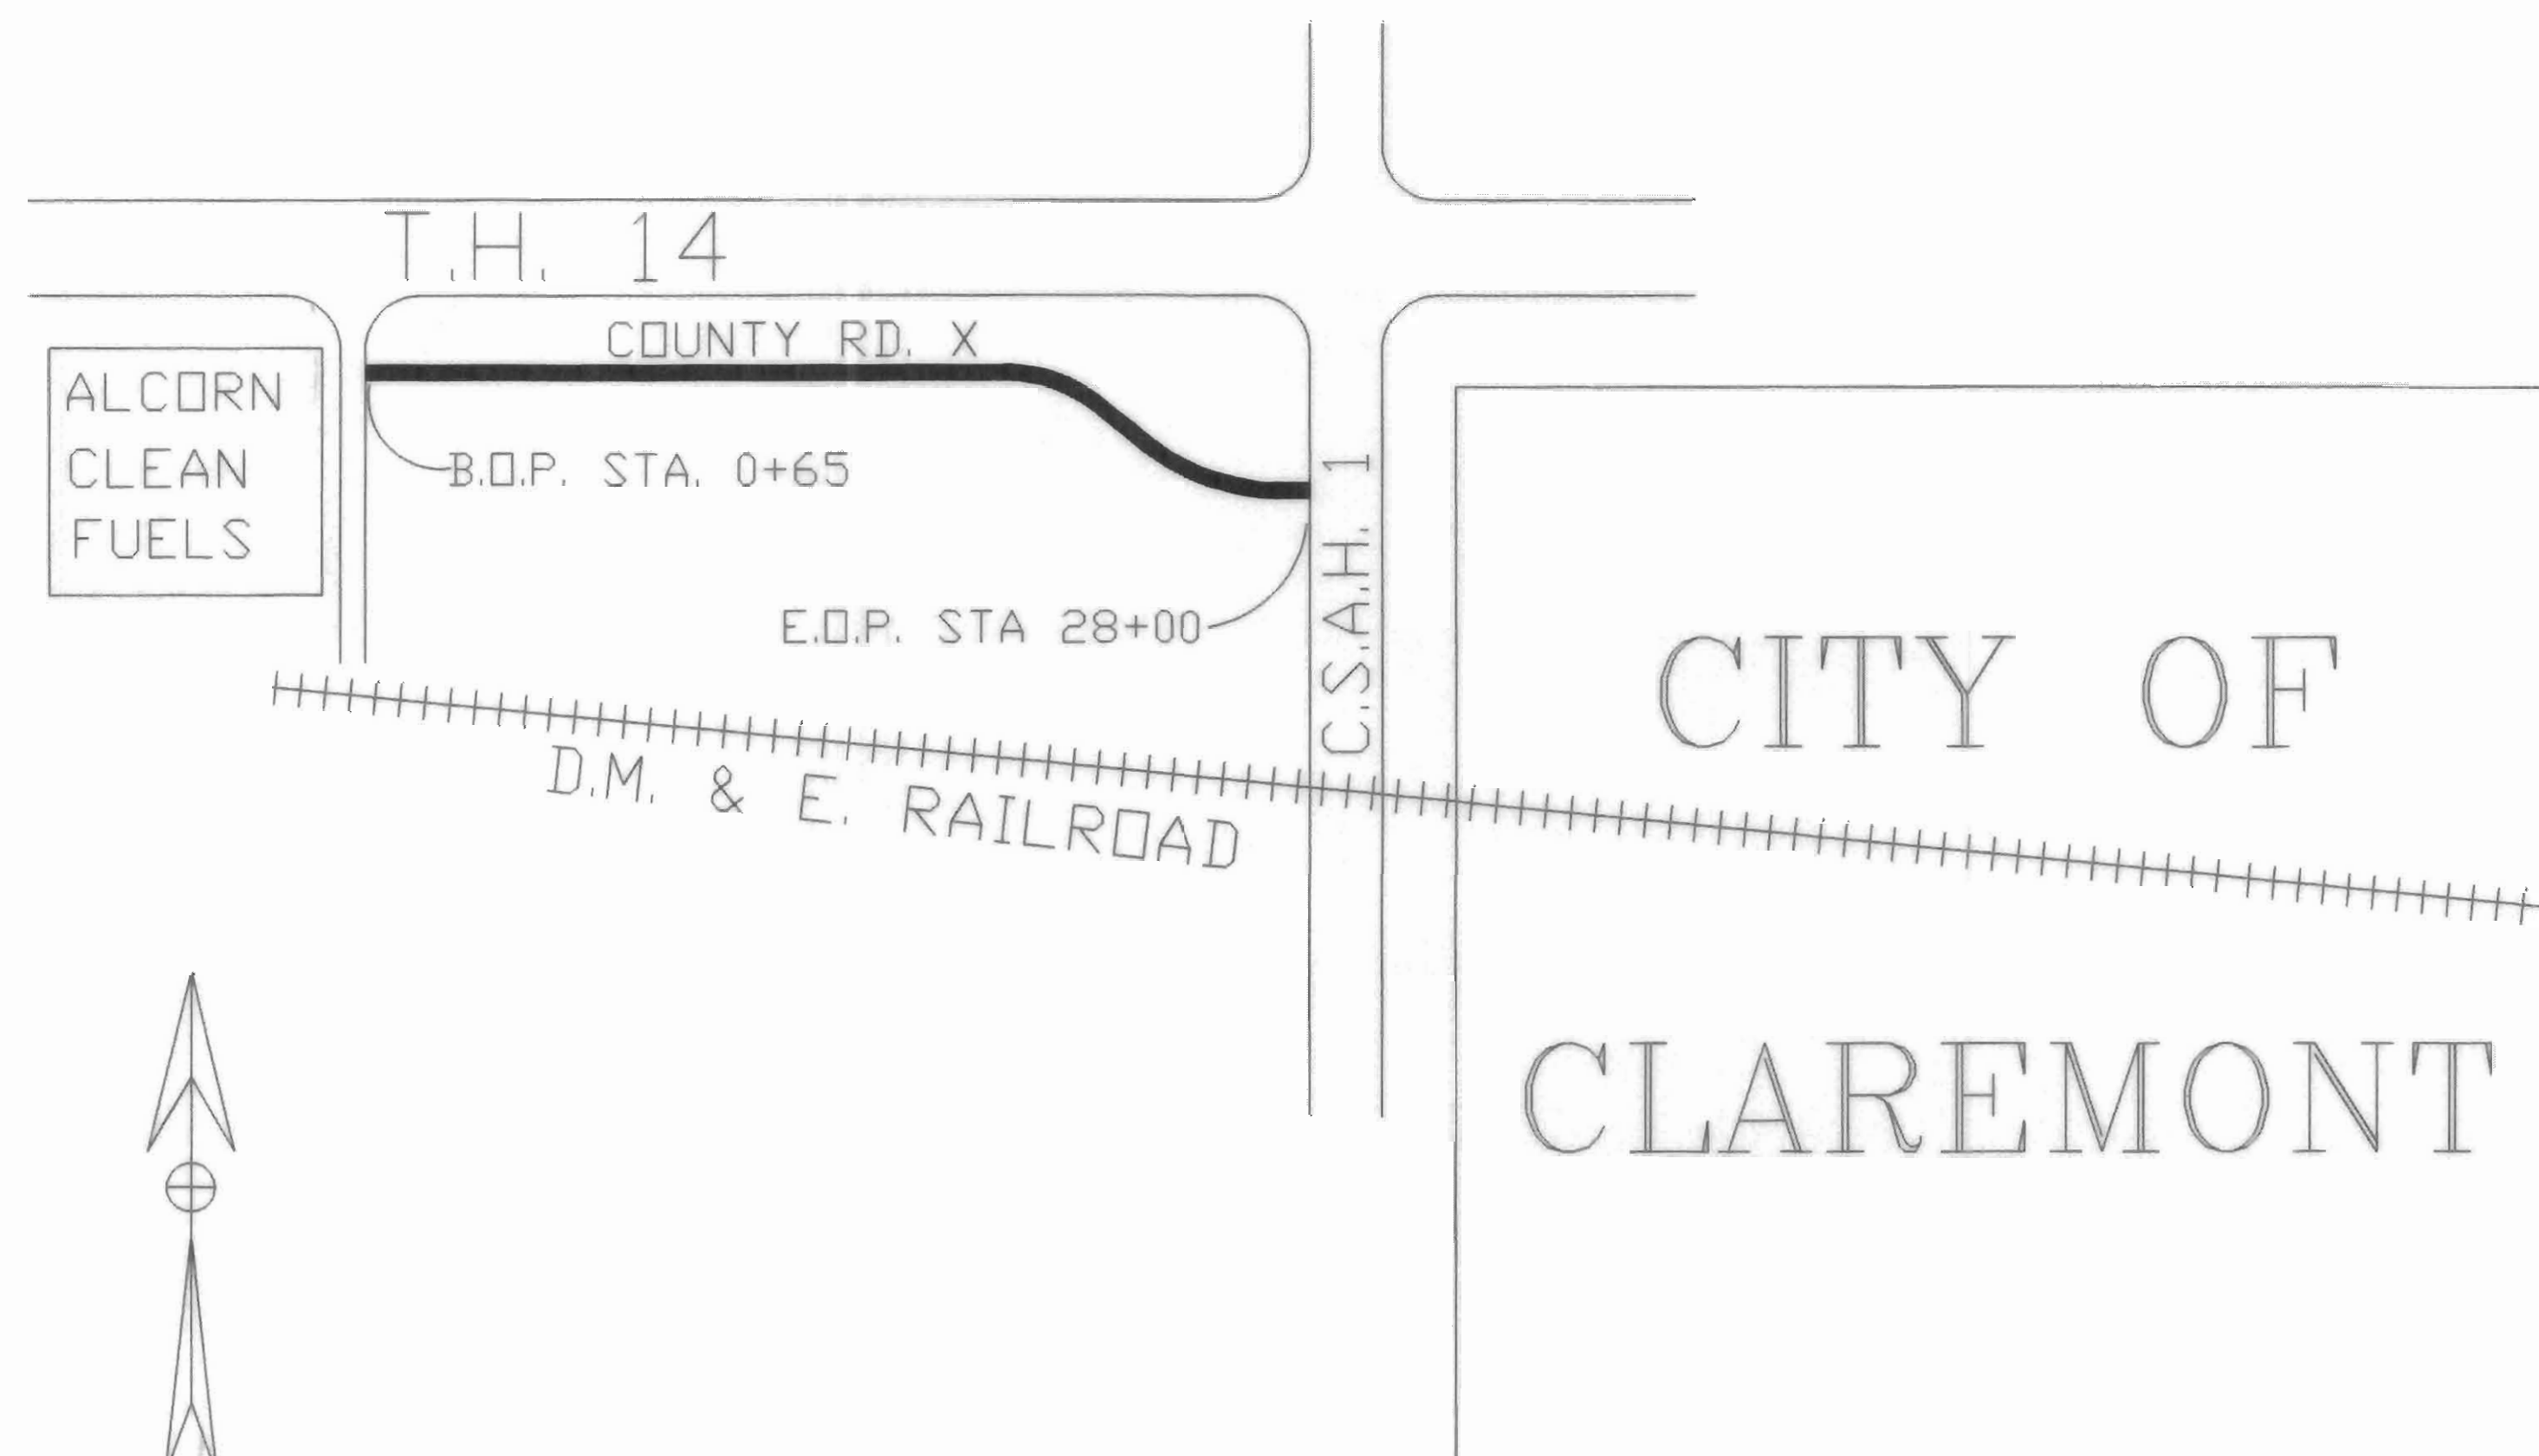 T.H. 14
COUNTY RD. X
ALCORN
CLEAN
FUELS
B.O.P. STA. 0+65
E.O.P. STA 28+00
C.S.A.H. 1
D.M. & E. RAILROAD
CITY OF
CLAREMONT